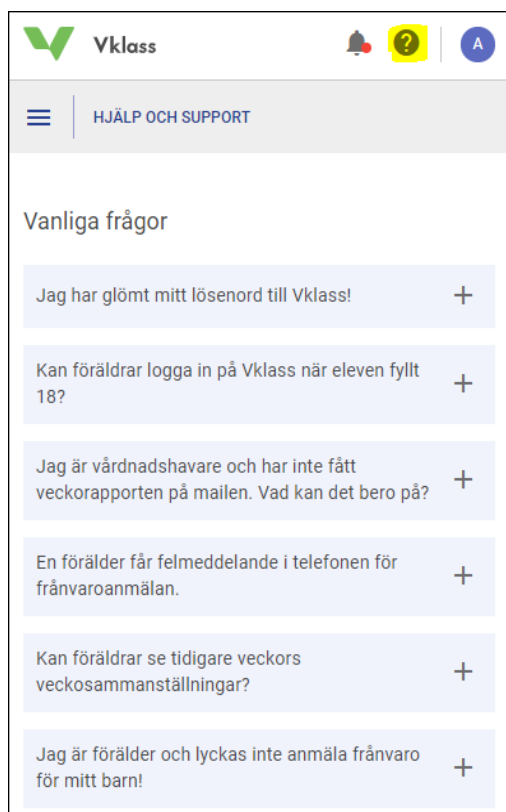 Vklass
?
A
HJÄLP OCH SUPPORT
Vanliga frågor
Jag har glömt mitt lösenord till Vklass!
Kan föräldrar logga in på Vklass när eleven fyllt
18?
Jag är vårdnadshavare och har inte fått
veckorapporten på mailen. Vad kan det bero på?
En förälder får felmeddelande i telefonen för
frånvaroanmälan.
Kan föräldrar se tidigare veckors
veckosammanställningar?
Jag är förälder och lyckas inte anmäla frånvaro
för mitt barn!